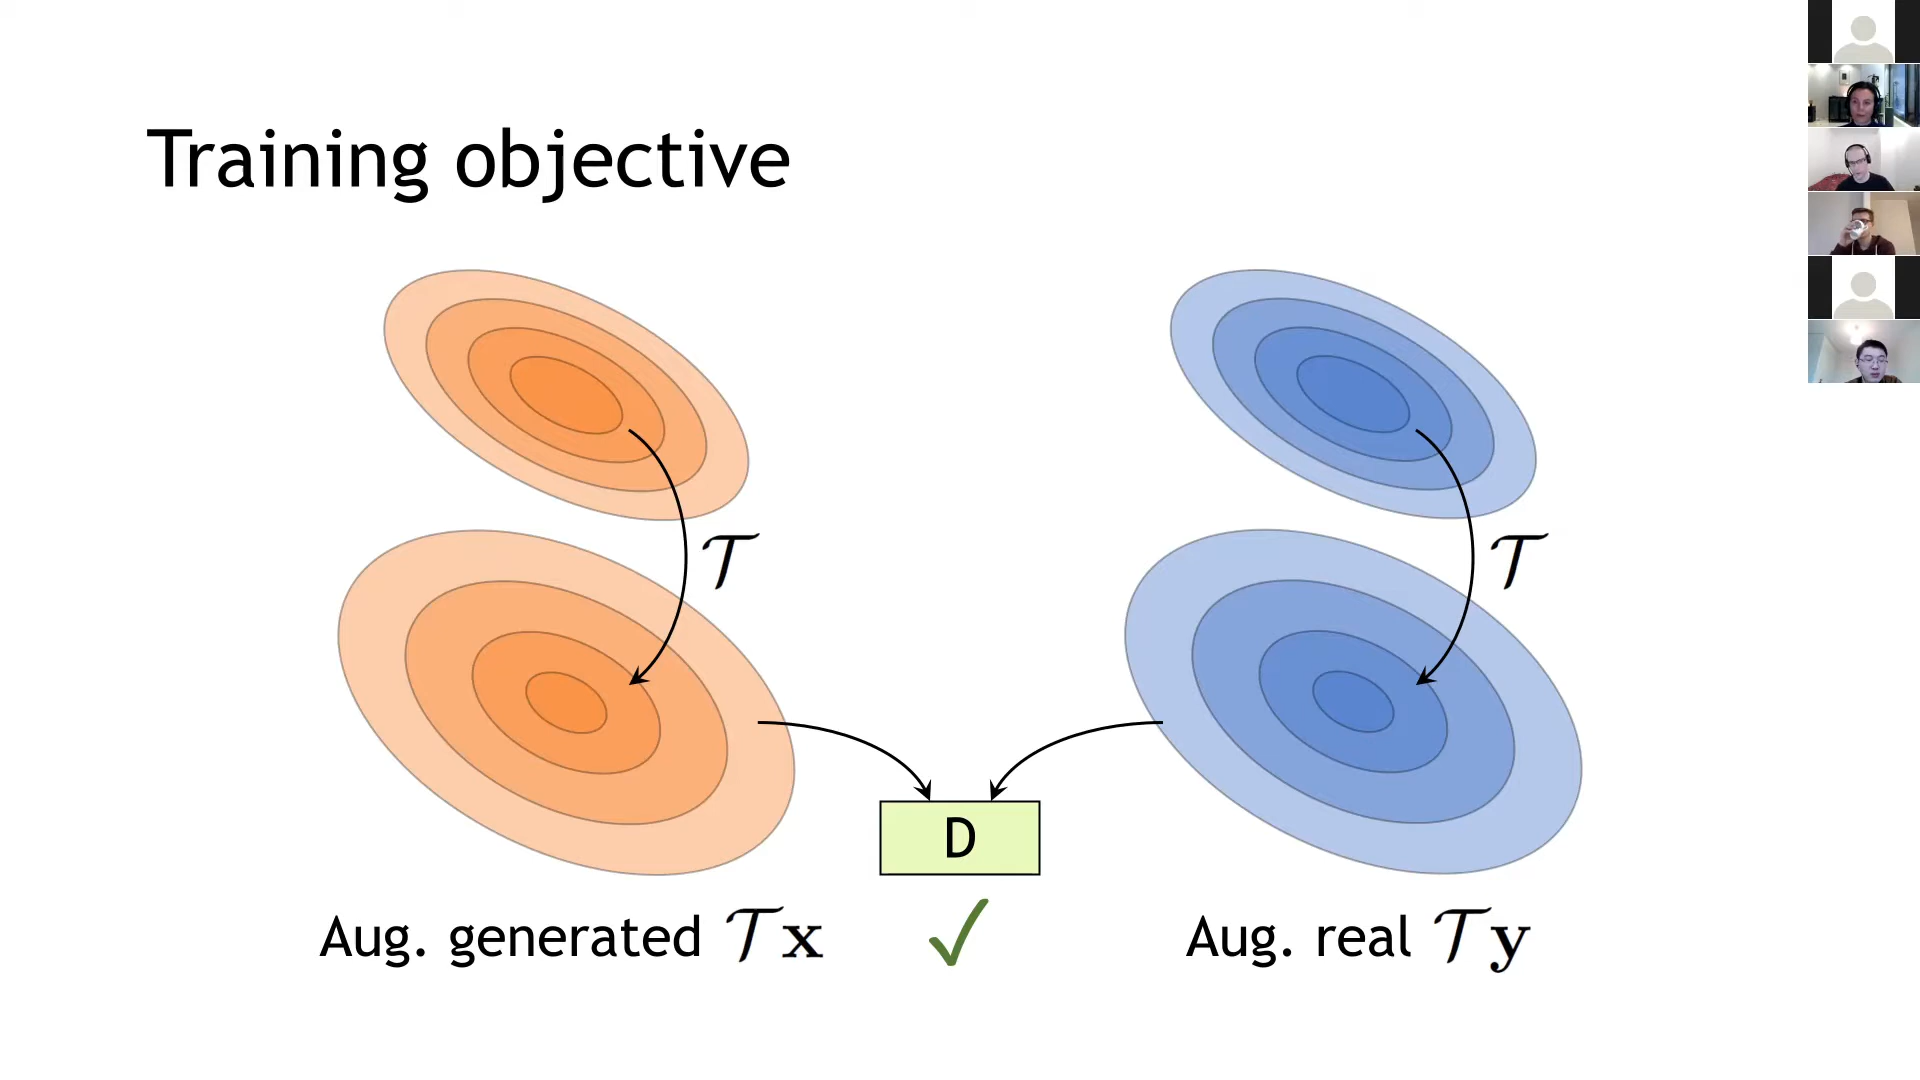 Training objective
𝒯
𝒯
D
Aug. generated 𝒯x
✓
Aug. real 𝒯y